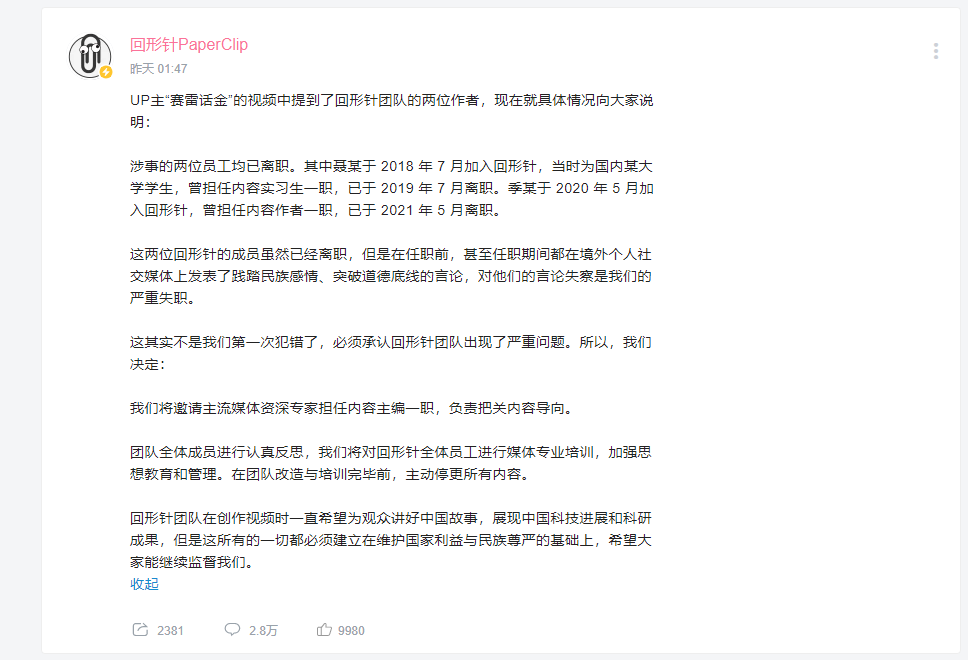 回形针PaperClip
昨天 01:47
UP主“赛雷话金”的视频中提到了回形针团队的两位作者，现在就具体情况向大家说
明：
涉事的两位员工均已离职。其中聂某于 2018 年 7 月加入回形针，当时为国内某大
学学生，曾担任内容实习生一职，已于 2019 年 7 月离职。季某于 2020 年 5 月加
入回形针，曾担任内容作者一职，已于 2021 年 5 月离职。
这两位回形针的成员虽然已经离职，但是在任职前，甚至任职期间都在境外个人社
交媒体上发表了践踏民族感情、突破道德底线的言论，对他们的言论失察是我们的
严重失职。
这其实不是我们第一次犯错了，必须承认回形针团队出现了严重问题。所以，我们
决定：
我们将邀请主流媒体资深专家担任内容主编一职，负责把关内容导向。
团队全体成员进行认真反思，我们将对回形针全体员工进行媒体专业培训，加强思
想教育和管理。在团队改造与培训完毕前，主动停更所有内容。
回形针团队在创作视频时一直希望为观众讲好中国故事，展现中国科技进展和科研
成果，但是这所有的一切都必须建立在维护国家利益与民族尊严的基础上，希望大
家能继续监督我们。
收起
2381 2.8万 9980